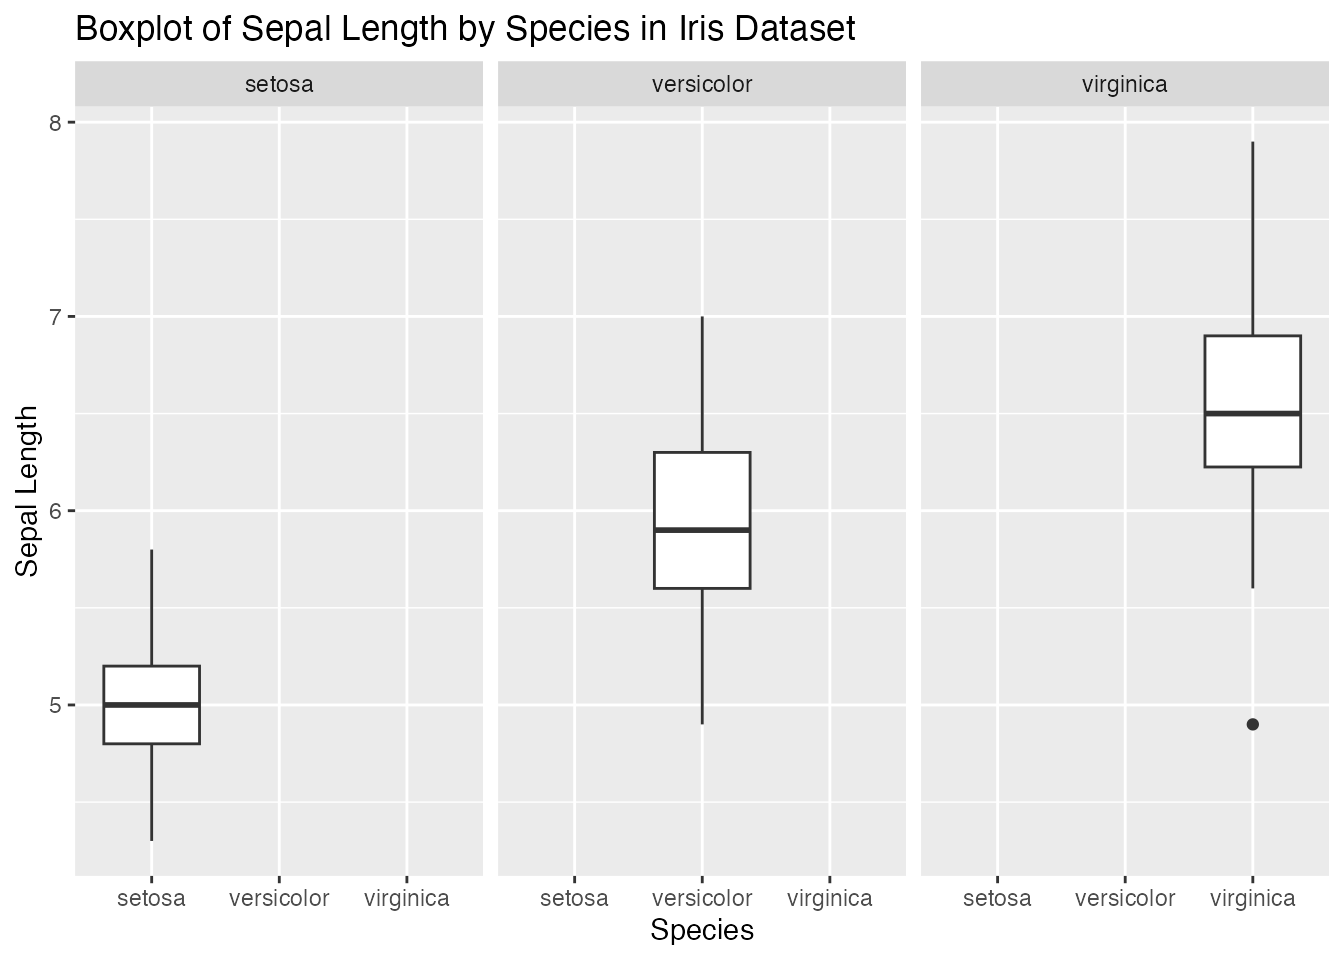 Boxplot of Sepal Length by Species in Iris Dataset
setosa versicolor virginica
8
7
6
5
Sepal Length
setosa versicolor virginica setosa versicolor virginica setosa versicolor virginica
Species